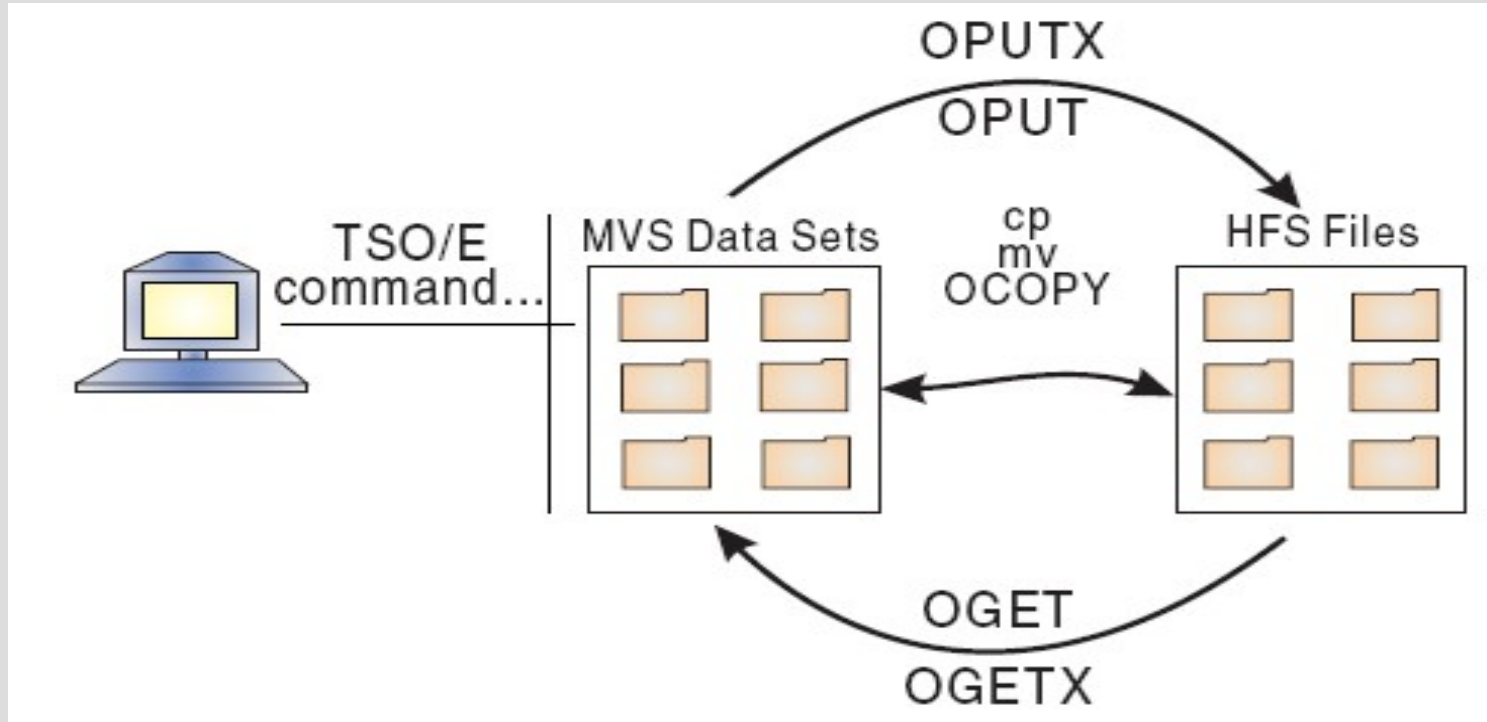 OPUTX
OPUT
TSO/E
command...
MVS Data Sets
cp
mv
OCOPY
HFS Files
OGET
OGETX